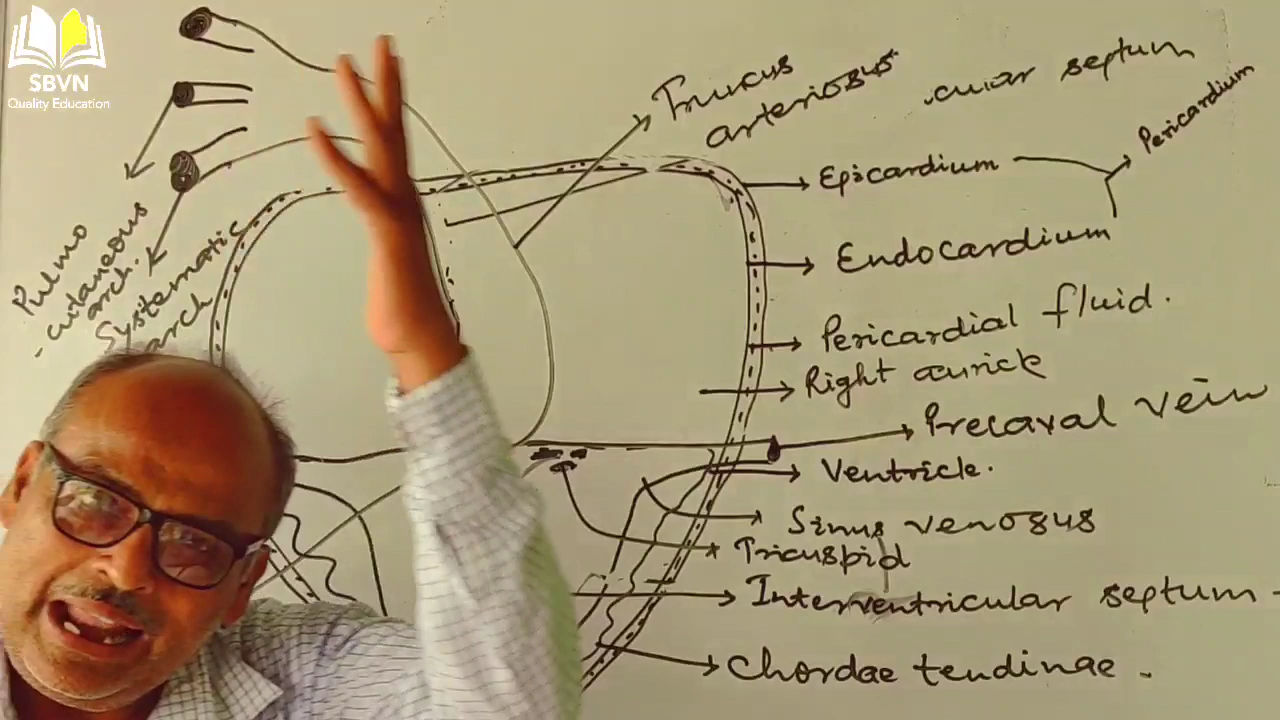 SBVN
Quality Education
Trucus
arteriosus
septum
Pericardium
Epicardium
Endocardium
Pericardial fluid.
Right auricle
Precaval vein
Ventricle.
Sinus venosus
Tricuspid
Interventricular septum -
Chordae tendinae.
Pulmo
- cutaneous
arch.
Systematic
arch